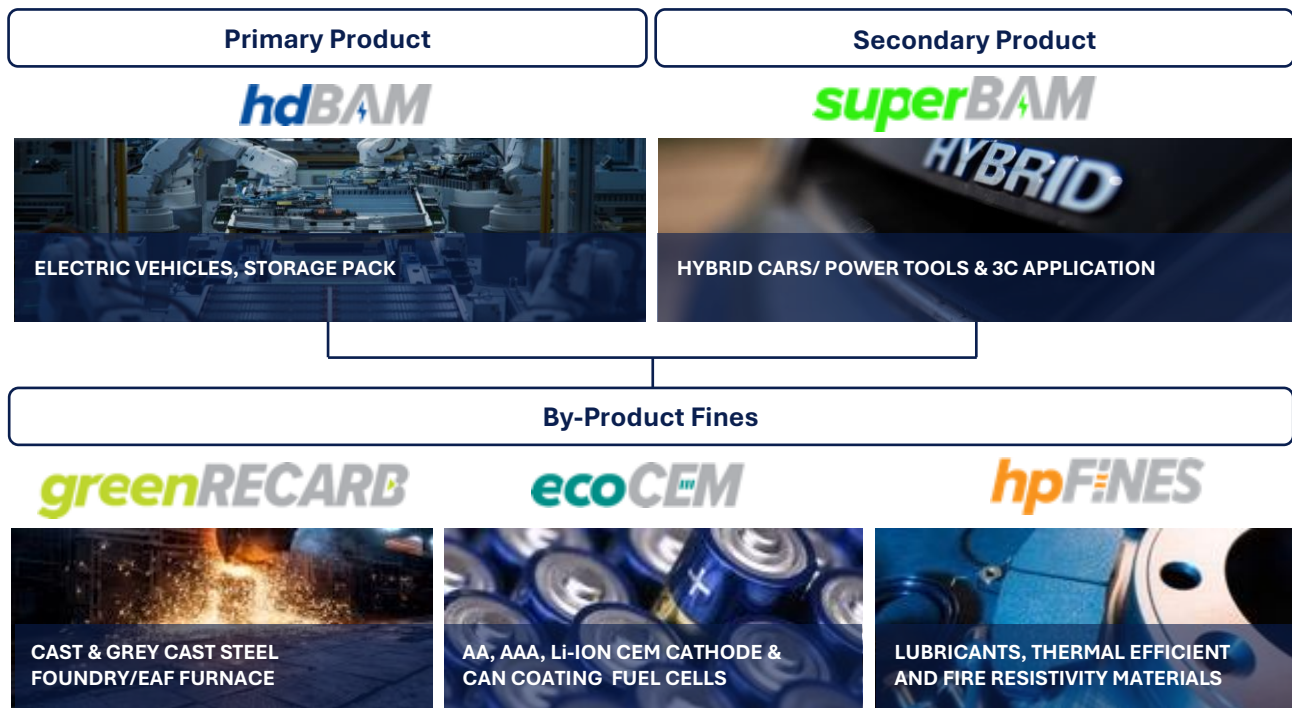 Primary Product
Secondary Product
hdBAM
superBAM
HYBRID
ELECTRIC VEHICLES, STORAGE PACK
HYBRID CARS/ POWER TOOLS & 3C APPLICATION
By-Product Fines
greenRECARB
ecoCEM
hpFINES
+
CAST & GREY CAST STEEL
FOUNDRY/EAF FURNACE
AA, AAA, Li-ION CEM CATHODE &
CAN COATING FUEL CELLS
LUBRICANTS, THERMAL EFFICIENT
AND FIRE RESISTIVITY MATERIALS